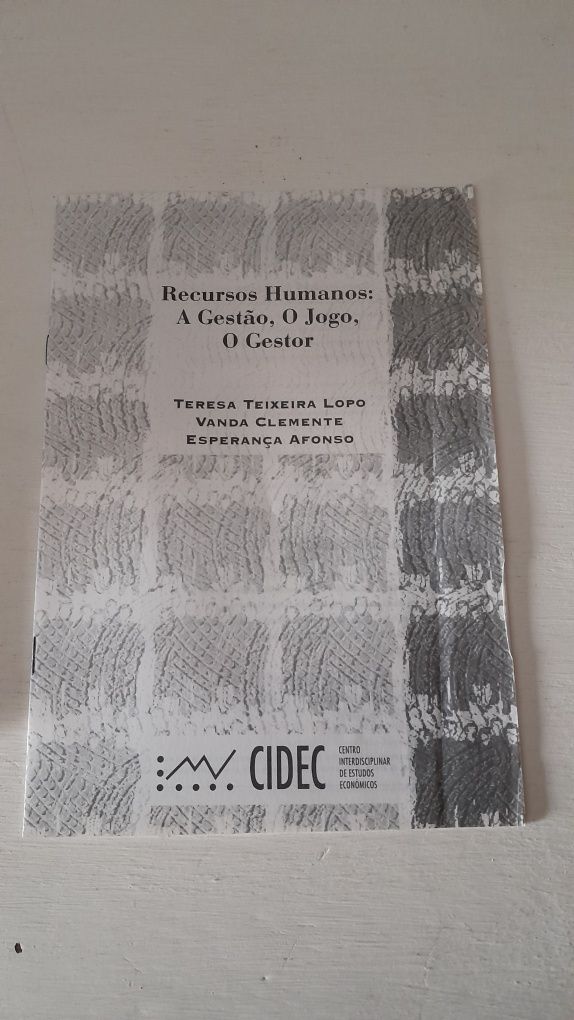 Recursos Humanos:
A Gestão, O Jogo,
O Gestor
TERESA TEIXEIRA LOPO
VANDA CLEMENTE
ESPERANÇA AFONSO
CIDEC
CENTRO
INTERDISCIPLINAR
DE ESTUDOS
ECONÓMICOS